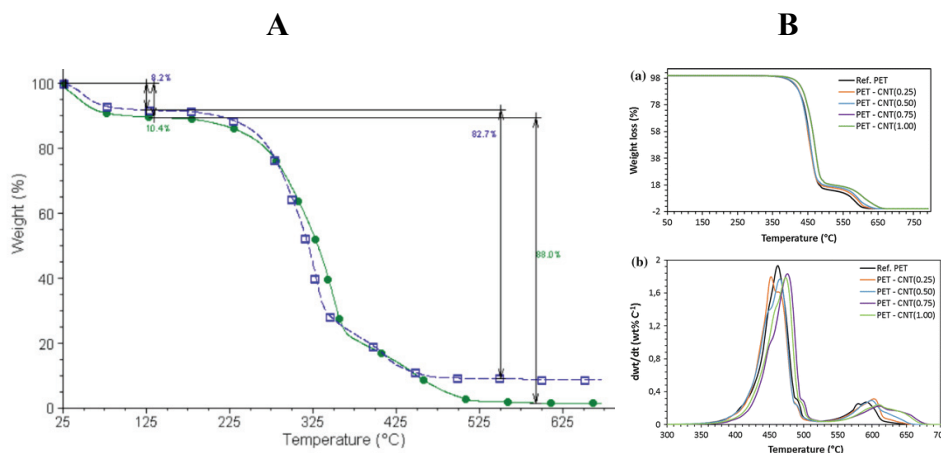 A
B
100
80
60
40
20
0
Weight (%)
8.2%
10.4%
82.7%
88.0%
25
125
225
325
425
525
625
Temperature (°C)
(a)
98
78
58
38
18
-2
Weight loss (%)
Ref. PET
PET - CNT(0.25)
PET - CNT(0.50)
PET - CNT(0.75)
PET - CNT(1.00)
50
150
250
350
450
550
650
750
Temperature (°C)
(b)
2
1,6
1,2
0,8
0,4
0
dwt/dt (wt% C⁻¹)
Ref. PET
PET - CNT(0.25)
PET - CNT(0.50)
PET - CNT(0.75)
PET - CNT(1.00)
300
400
500
600
700
Temperature (°C)